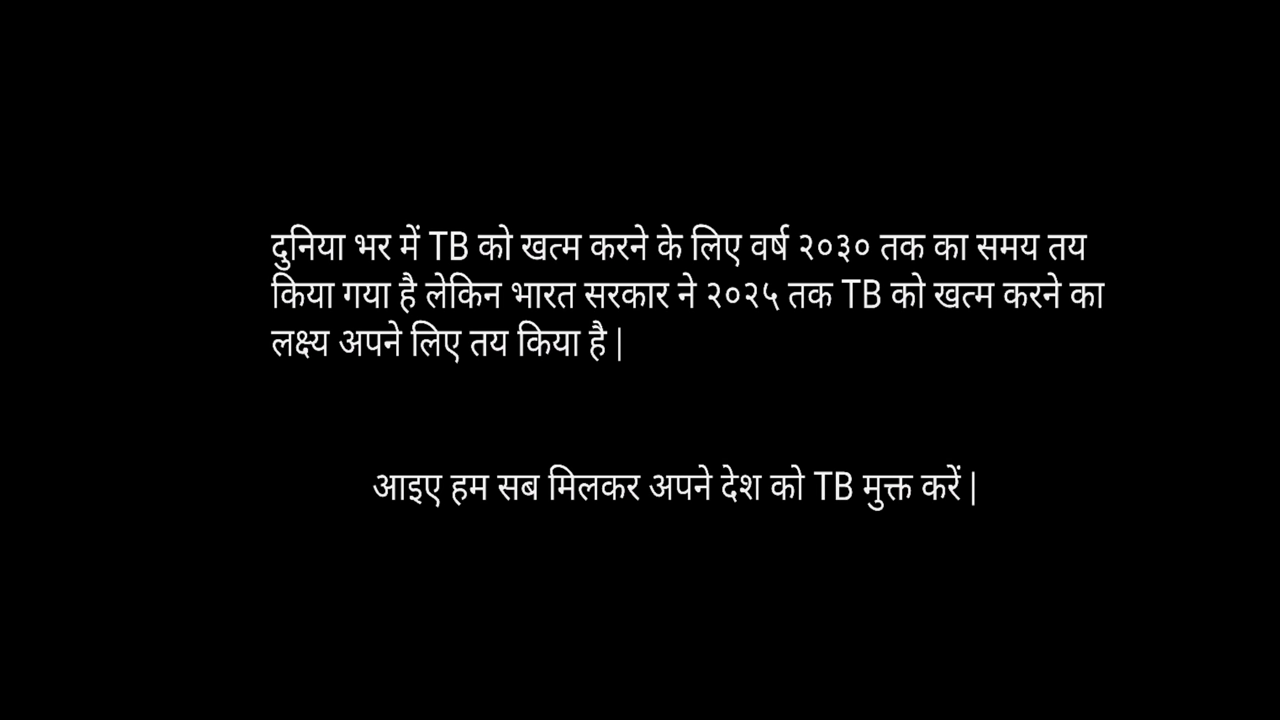 दुनिया भर में TB को खत्म करने के लिए वर्ष २०३० तक का समय तय
किया गया है लेकिन भारत सरकार ने २०२५ तक TB को खत्म करने का
लक्ष्य अपने लिए तय किया है |
आइए हम सब मिलकर अपने देश को TB मुक्त करें |